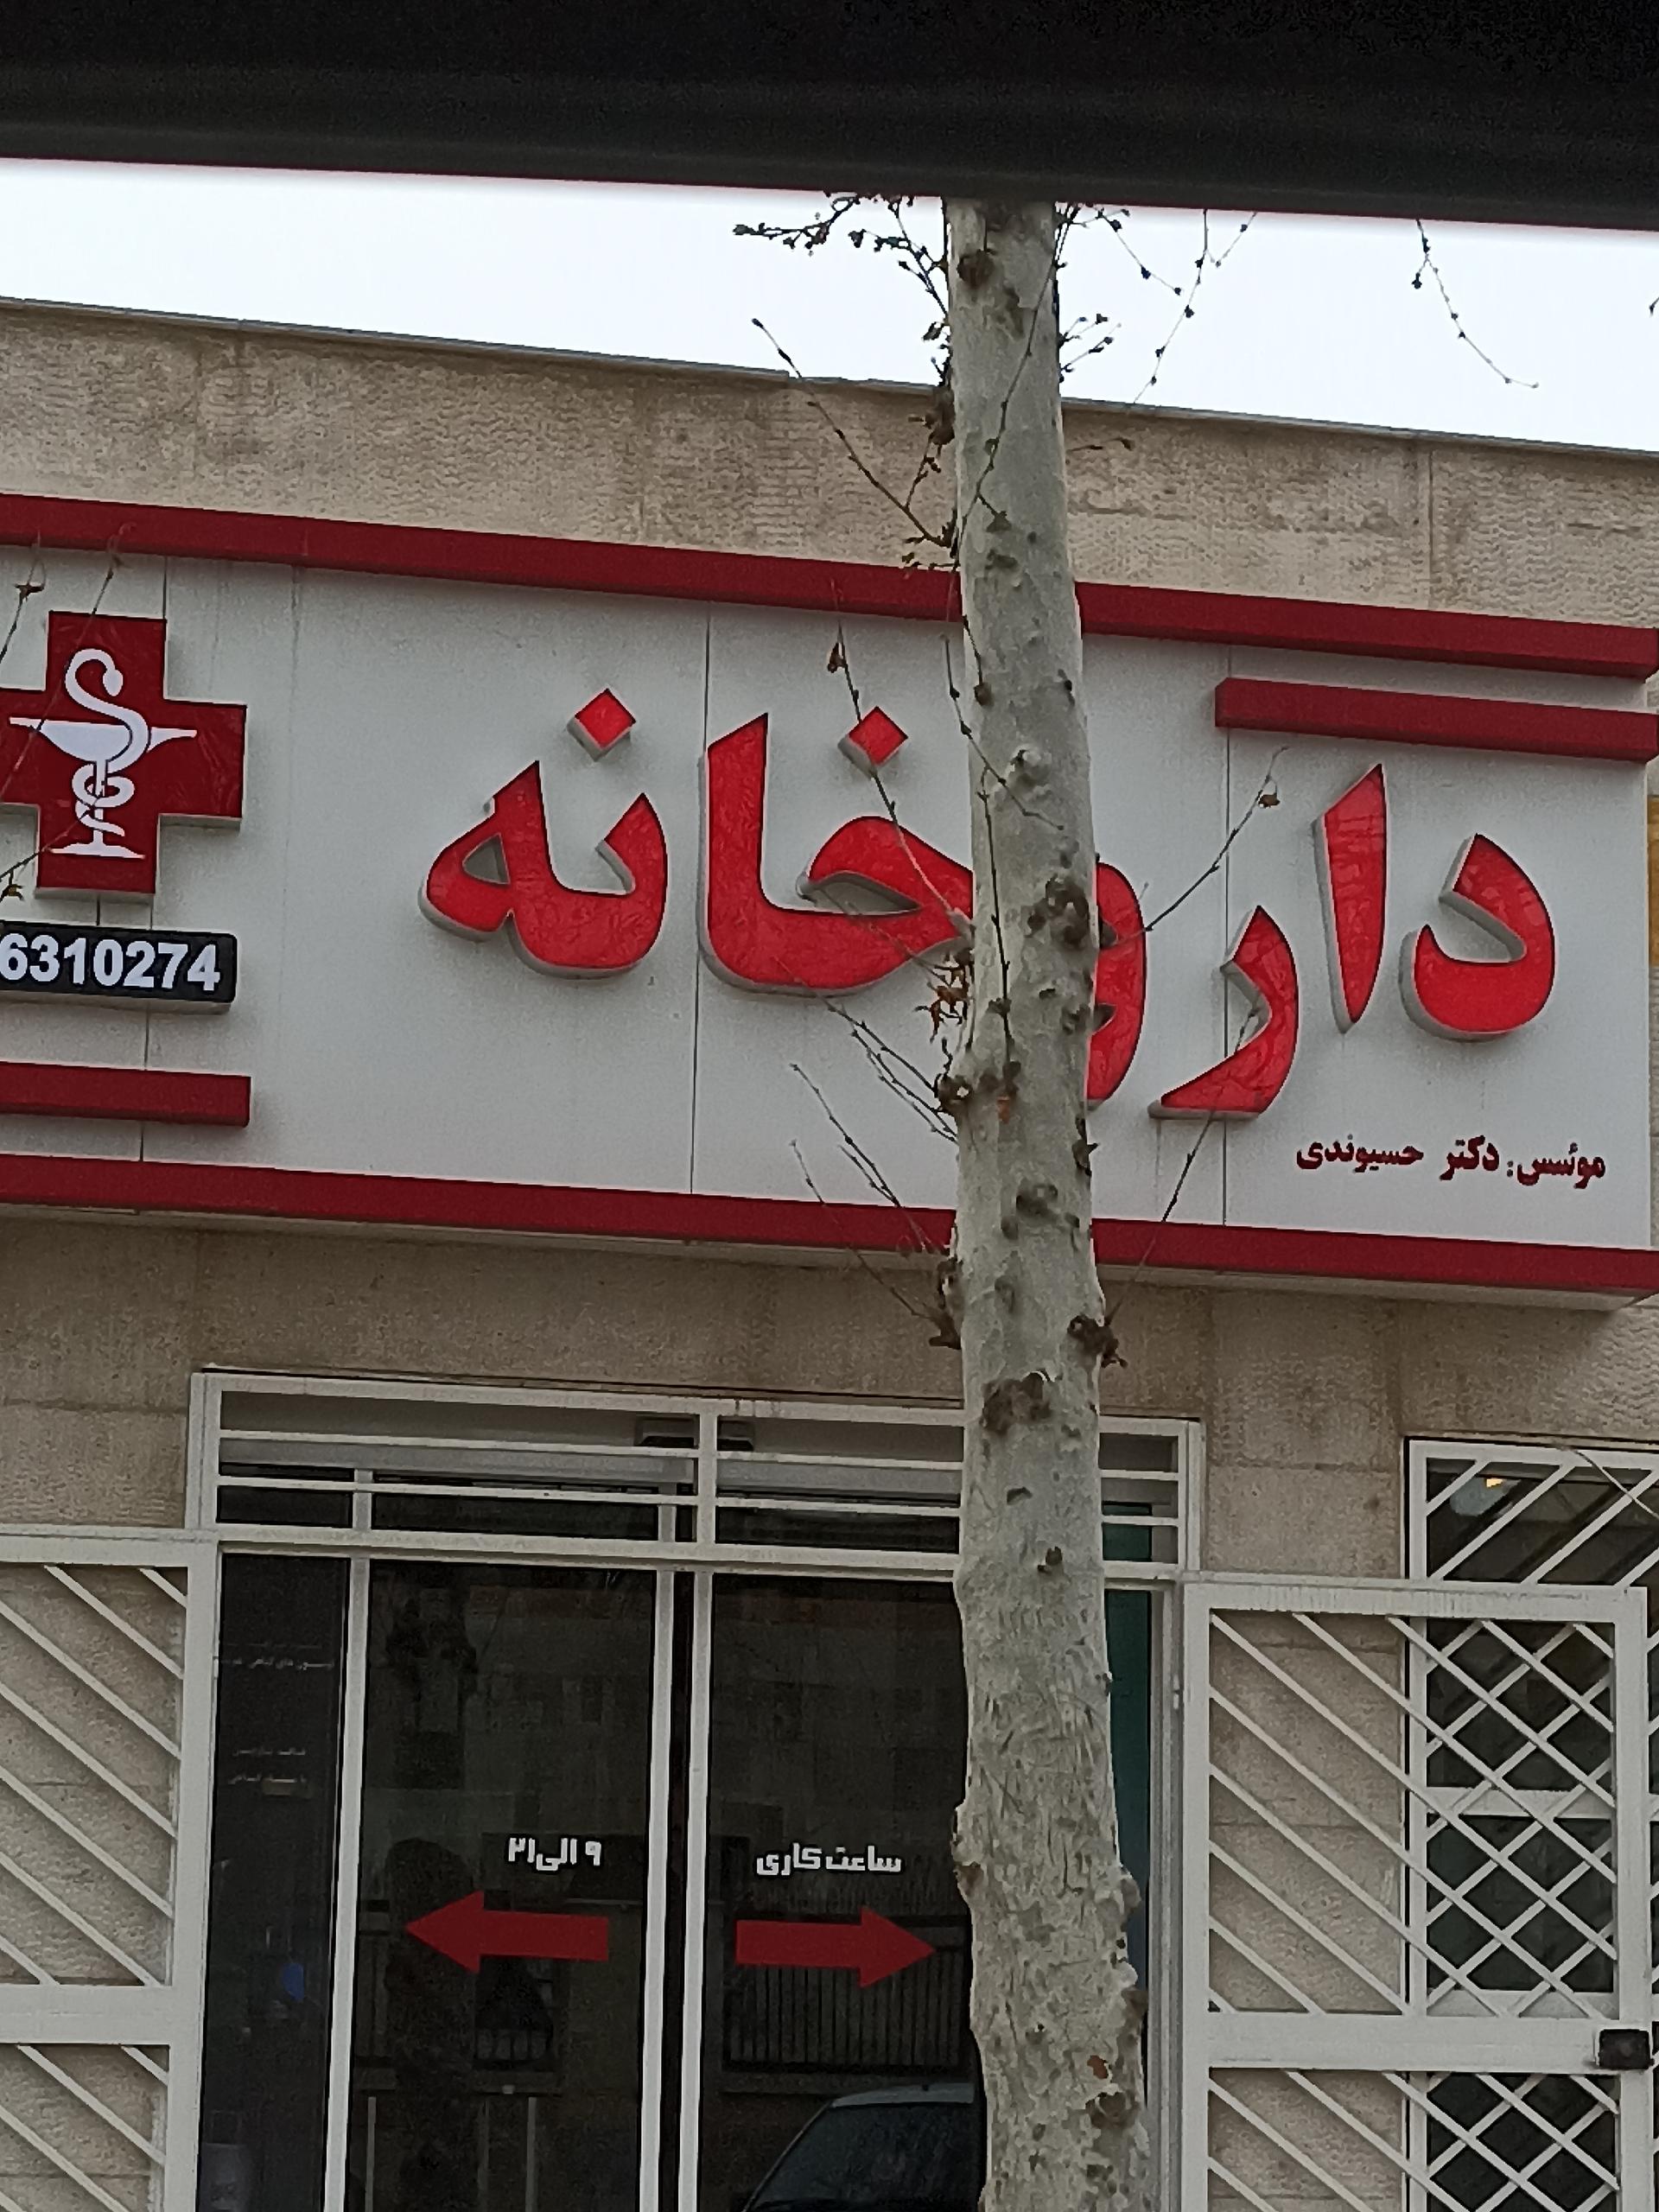 داروخانه
موئسس: دکتر حسیوندی
6310274
ساعت کاری
۹ الی ۲۱